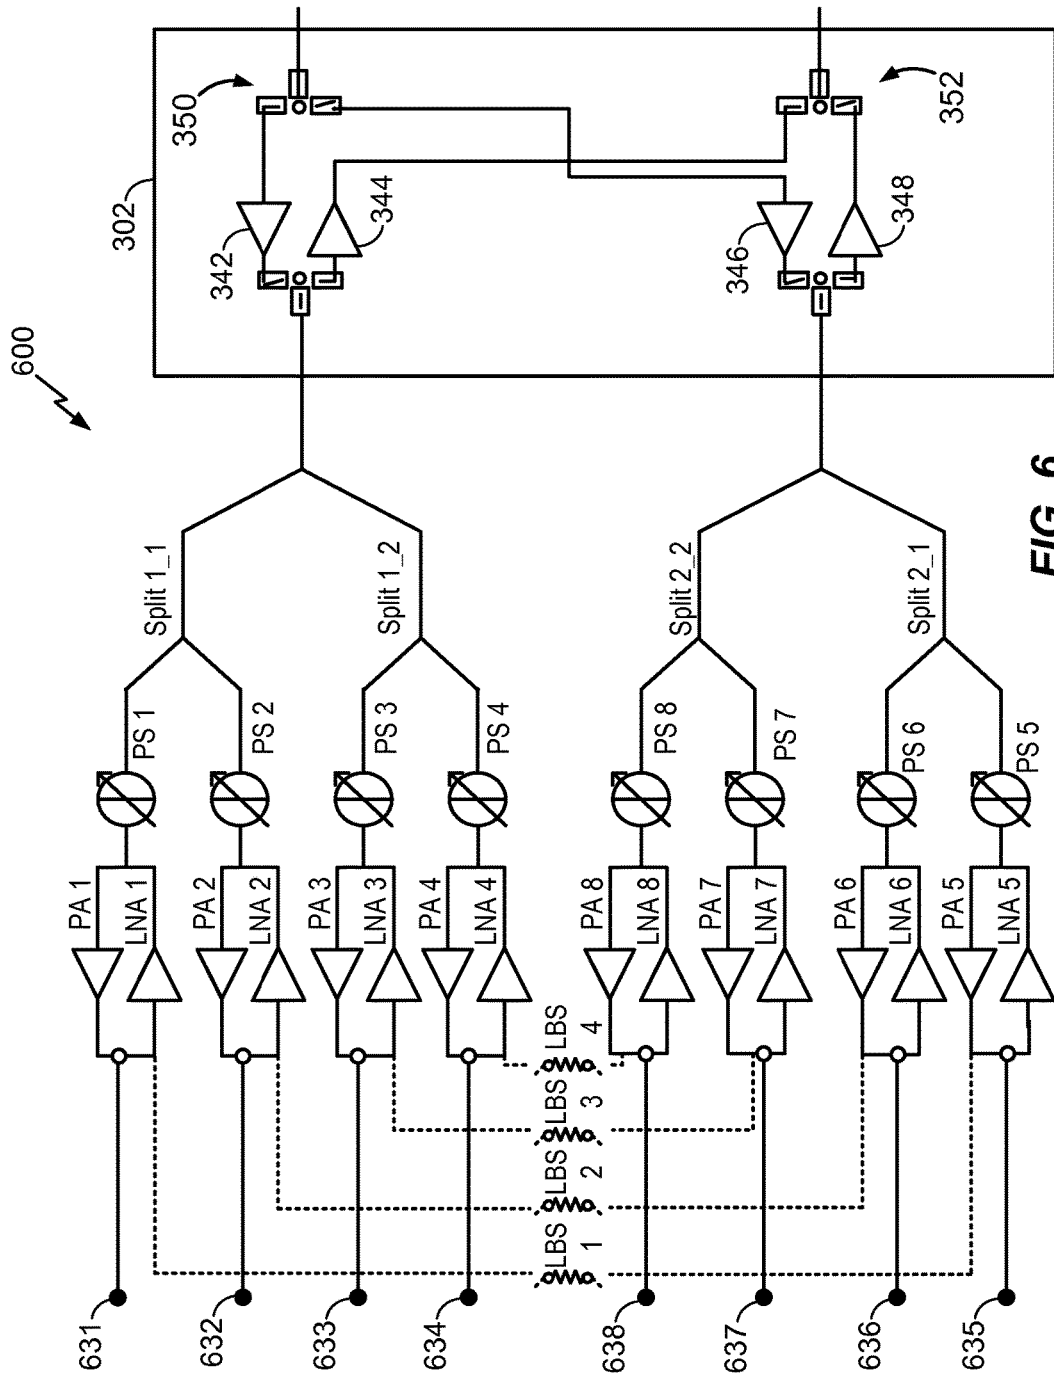 600
302
350
352
342
344
346
348
Split 1_1
Split 1_2
Split 2_2
Split 2_1
PS 1
PS 2
PS 3
PS 4
PS 8
PS 7
PS 6
PS 5
PA 1
LNA 1
PA 2
LNA 2
PA 3
LNA 3
PA 4
LNA 4
PA 8
LNA 8
PA 7
LNA 7
PA 6
LNA 6
PA 5
LNA 5
LBS
4
LBS
3
LBS
2
LBS
1
631
632
633
634
638
637
636
635
FIG. 6